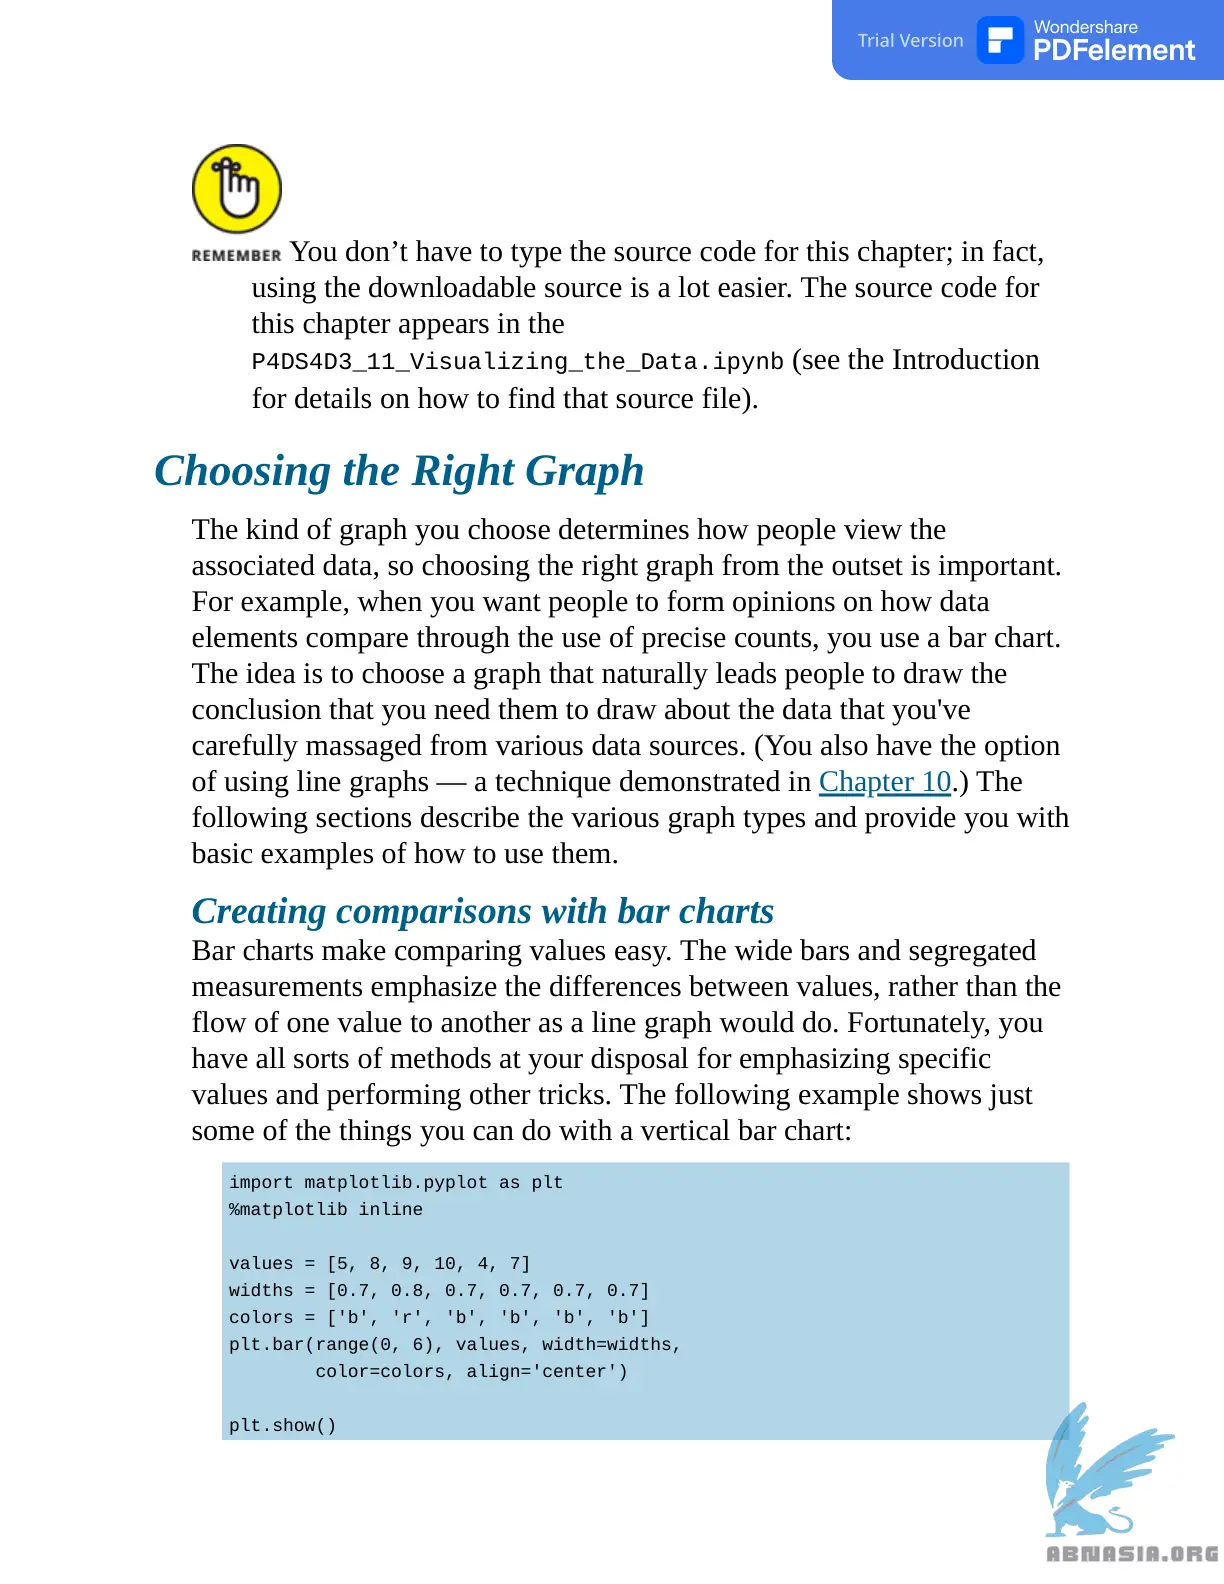 Trial Version
Wondershare
PDFelement
REMEMBER You don’t have to type the source code for this chapter; in fact,
using the downloadable source is a lot easier. The source code for
this chapter appears in the
P4DS4D3_11_Visualizing_the_Data.ipynb (see the Introduction
for details on how to find that source file).
Choosing the Right Graph
The kind of graph you choose determines how people view the
associated data, so choosing the right graph from the outset is important.
For example, when you want people to form opinions on how data
elements compare through the use of precise counts, you use a bar chart.
The idea is to choose a graph that naturally leads people to draw the
conclusion that you need them to draw about the data that you've
carefully massaged from various data sources. (You also have the option
of using line graphs — a technique demonstrated in Chapter 10.) The
following sections describe the various graph types and provide you with
basic examples of how to use them.
Creating comparisons with bar charts
Bar charts make comparing values easy. The wide bars and segregated
measurements emphasize the differences between values, rather than the
flow of one value to another as a line graph would do. Fortunately, you
have all sorts of methods at your disposal for emphasizing specific
values and performing other tricks. The following example shows just
some of the things you can do with a vertical bar chart:
import matplotlib.pyplot as plt
%matplotlib inline
values = [5, 8, 9, 10, 4, 7]
widths = [0.7, 0.8, 0.7, 0.7, 0.7, 0.7]
colors = ['b', 'r', 'b', 'b', 'b', 'b']
plt.bar(range(0, 6), values, width=widths,
        color=colors, align='center')
plt.show()
ABNASIA.ORG